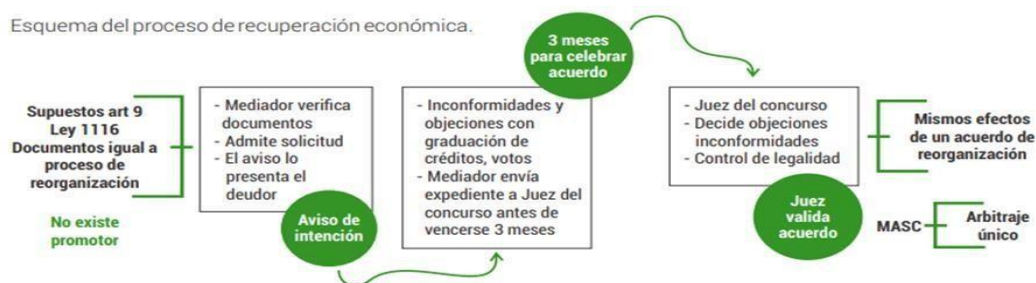 Esquema del proceso de recuperación económica.
Supuestos art 9
Ley 1116
Documentos igual a
proceso de
reorganización
No existe
promotor
- Mediador verifica
documentos
- Admite solicitud
- El aviso lo
presenta el
deudor
Aviso de
intención
- Inconformidades y
objeciones con
graduación de
créditos, votos
- Mediador envía
expediente a Juez del
concurso antes de
vencerse 3 meses
3 meses
para celebrar
acuerdo
- Juez del concurso
- Decide objeciones
inconformidades
- Control de legalidad
Juez
valida
acuerdo
Mismos efectos
de un acuerdo de
reorganización
MASC
Arbitraje
único